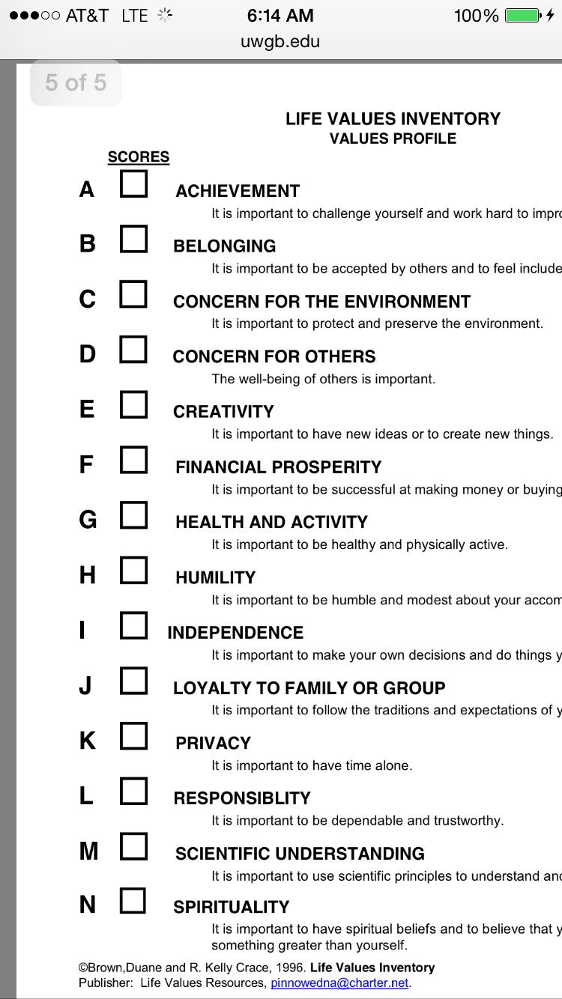 AT&T LTE 6:14 AM 100%
uwgb.edu
5 of 5
LIFE VALUES INVENTORY
VALUES PROFILE
SCORES
A ACHIEVEMENT
It is important to challenge yourself and work hard to impro
B BELONGING
It is important to be accepted by others and to feel include
C CONCERN FOR THE ENVIRONMENT
It is important to protect and preserve the environment.
D CONCERN FOR OTHERS
The well-being of others is important.
E CREATIVITY
It is important to have new ideas or to create new things.
F FINANCIAL PROSPERITY
It is important to be successful at making money or buying
G HEALTH AND ACTIVITY
It is important to be healthy and physically active.
H HUMILITY
It is important to be humble and modest about your accom
I INDEPENDENCE
It is important to make your own decisions and do things y
J LOYALTY TO FAMILY OR GROUP
It is important to follow the traditions and expectations of y
K PRIVACY
It is important to have time alone.
L RESPONSIBLITY
It is important to be dependable and trustworthy.
M SCIENTIFIC UNDERSTANDING
It is important to use scientific principles to understand and
N SPIRITUALITY
It is important to have spiritual beliefs and to believe that y
something greater than yourself.
©Brown,Duane and R. Kelly Crace, 1996. Life Values Inventory
Publisher: Life Values Resources, pinnowedna@charter.net.